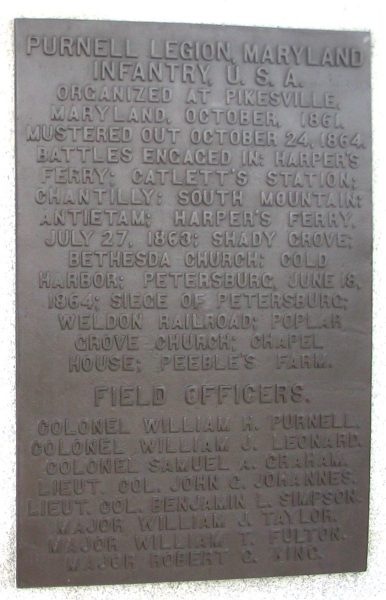 PURNELL LEGION, MARYLAND
INFANTRY, U. S. A.
ORGANIZED AT PIKESVILLE,
MARYLAND, OCTOBER, 1861.
MUSTERED OUT OCTOBER 24, 1864.
BATTLES ENGAGED IN: HARPER'S
FERRY; CATLETT'S STATION;
CHANTILLY; SOUTH MOUNTAIN;
ANTIETAM; HARPER'S FERRY,
JULY 27, 1863; SHADY GROVE;
BETHESDA CHURCH; COLD
HARBOR; PETERSBURG, JUNE 18,
1864; SIEGE OF PETERSBURG;
WELDON RAILROAD; POPLAR
GROVE CHURCH; CHAPEL
HOUSE; PEEBLE'S FARM.
FIELD OFFICERS.
COLONEL WILLIAM H. PURNELL.
COLONEL WILLIAM J. LEONARD.
COLONEL SAMUEL A. GRAHAM.
LIEUT. COL. JOHN G. JOHANNES.
LIEUT. COL. BENJAMIN L. SIMPSON.
MAJOR WILLIAM J. TAYLOR.
MAJOR WILLIAM T. FULTON.
MAJOR ROBERT G. KING.